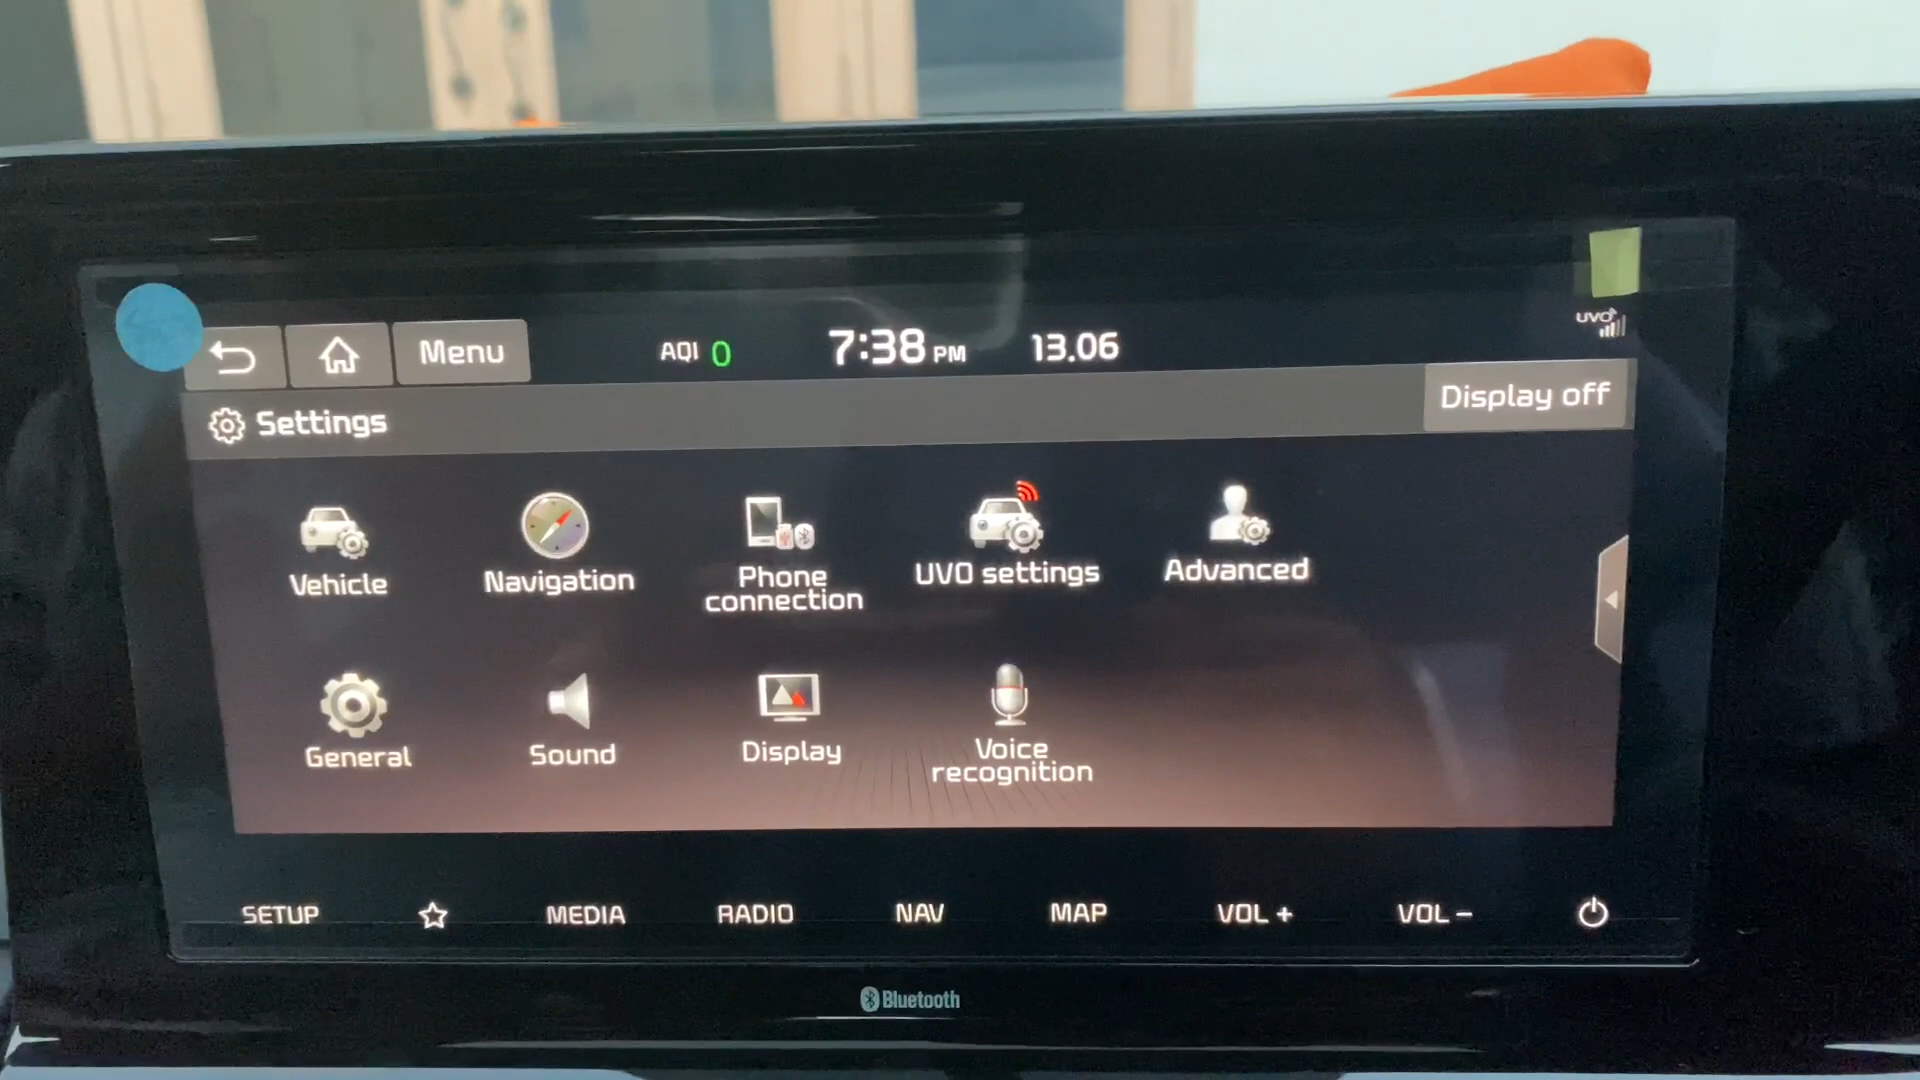 Menu
AQI 0
7:38 PM
13.06
UVO
Settings
Display off
Vehicle
Navigation
Phone
connection
UVO settings
Advanced
General
Sound
Display
Voice
recognition
SETUP
MEDIA
RADIO
NAV
MAP
VOL +
VOL -
Bluetooth